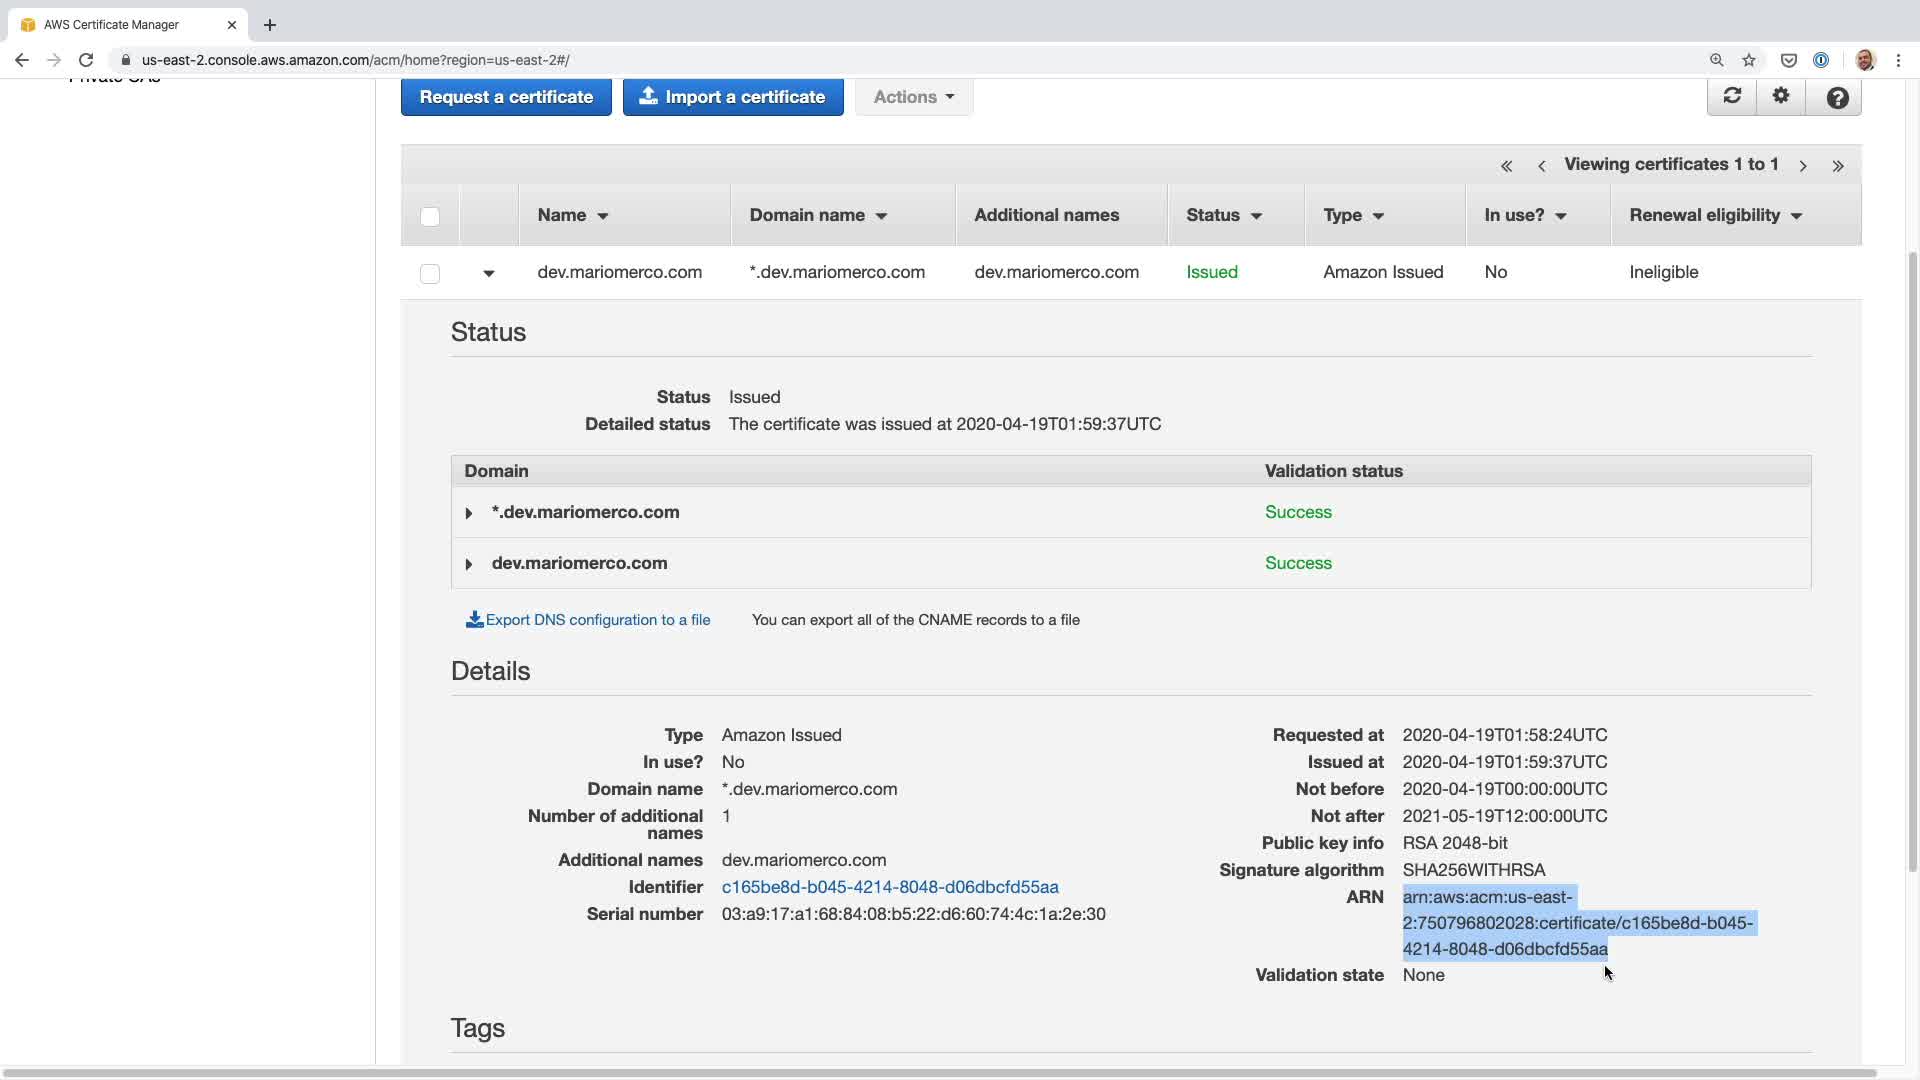 AWS Certificate Manager
us-east-2.console.aws.amazon.com/acm/home?region=us-east-2#/
Private CAs
Request a certificate Import a certificate Actions
« ‹ Viewing certificates 1 to 1 › »
Name Domain name Additional names Status Type In use? Renewal eligibility
dev.mariomerco.com *.dev.mariomerco.com dev.mariomerco.com Issued Amazon Issued No Ineligible
Status
Status Issued
Detailed status The certificate was issued at 2020-04-19T01:59:37UTC
Domain Validation status
*.dev.mariomerco.com Success
dev.mariomerco.com Success
Export DNS configuration to a file You can export all of the CNAME records to a file
Details
Type Amazon Issued
In use? No
Domain name *.dev.mariomerco.com
Number of additional names 1
Additional names dev.mariomerco.com
Identifier c165be8d-b045-4214-8048-d06dbcfd55aa
Serial number 03:a9:17:a1:68:84:08:b5:22:d6:60:74:4c:1a:2e:30
Requested at 2020-04-19T01:58:24UTC
Issued at 2020-04-19T01:59:37UTC
Not before 2020-04-19T00:00:00UTC
Not after 2021-05-19T12:00:00UTC
Public key info RSA 2048-bit
Signature algorithm SHA256WITHRSA
ARN arn:aws:acm:us-east-
2:750796802028:certificate/c165be8d-b045-
4214-8048-d06dbcfd55aa
Validation state None
Tags